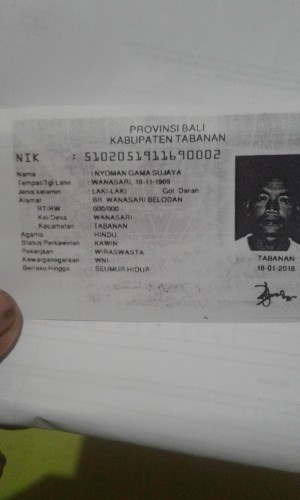 PROVINSI BALI
KABUPATEN TABANAN
NIK : 5102051911690002
Nama : I NYOMAN GAMA SUJAYA
Tempat/Tgl Lahir : WANASARI, 19-11-1969
Jenis kelamin : LAKI-LAKI Gol. Darah
Alamat : BR. WANASARI BELODAN
RT/RW : 000/000
Kel/Desa : WANASARI
Kecamatan : TABANAN
Agama : HINDU
Status Perkawinan : KAWIN
Pekerjaan : WIRASWASTA
Kewarganegaraan : WNI
Berlaku Hingga : SEUMUR HIDUP
TABANAN
18-01-2018